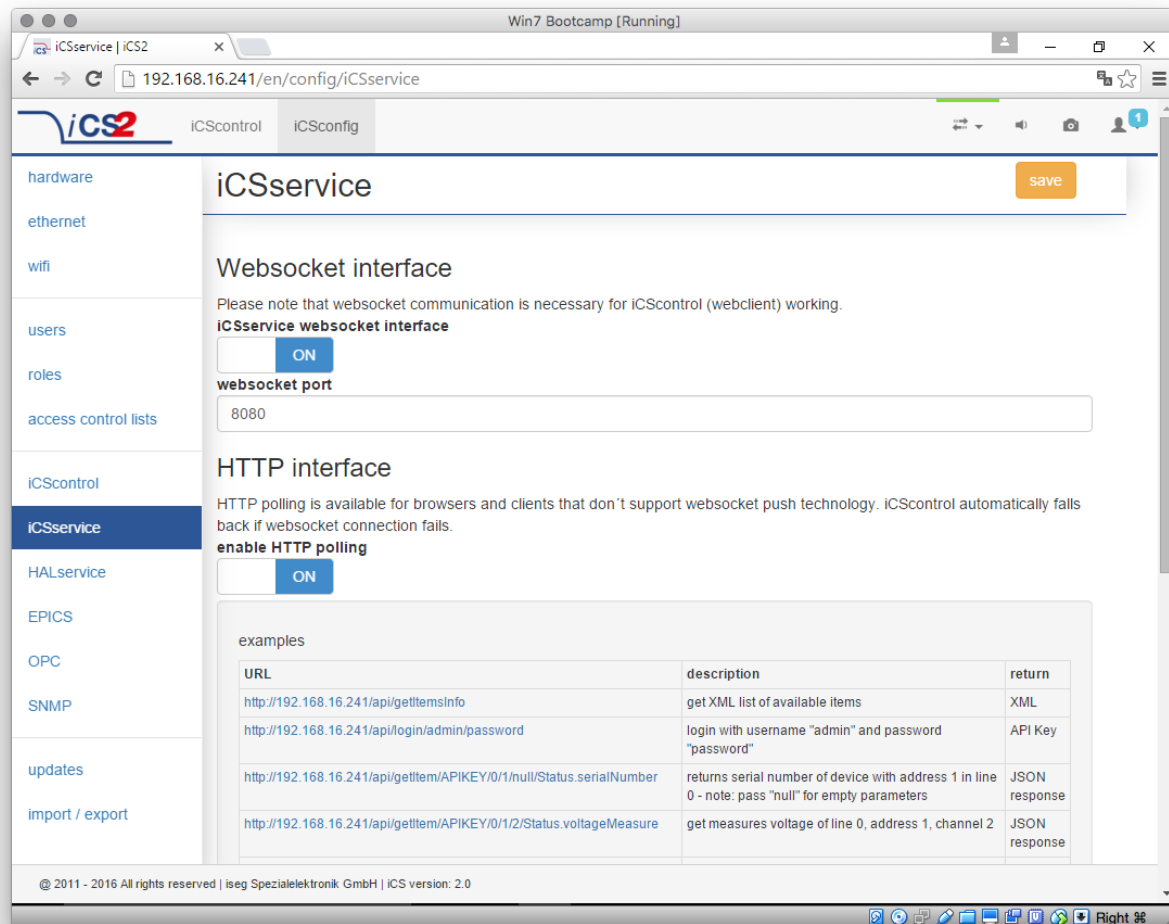 Win7 Bootcamp [Running]
iCS iCSservice | iCS2
192.168.16.241/en/config/iCSservice
iCS2 iCScontrol iCSconfig 1
hardware
ethernet
wifi
users
roles
access control lists
iCScontrol
iCSservice
HALservice
EPICS
OPC
SNMP
updates
import / export
iCSservice
save
Websocket interface
Please note that websocket communication is necessary for iCScontrol (webclient) working.
iCSservice websocket interface
ON
websocket port
8080
HTTP interface
HTTP polling is available for browsers and clients that don´t support websocket push technology. iCScontrol automatically falls
back if websocket connection fails.
enable HTTP polling
ON
examples
URL description return
http://192.168.16.241/api/getItemsInfo get XML list of available items XML
http://192.168.16.241/api/login/admin/password login with username "admin" and password API Key
"password"
http://192.168.16.241/api/getItem/APIKEY/0/1/null/Status.serialNumber returns serial number of device with address 1 in line JSON
0 - note: pass "null" for empty parameters response
http://192.168.16.241/api/getItem/APIKEY/0/1/2/Status.voltageMeasure get measures voltage of line 0, address 1, channel 2 JSON
response
@ 2011 - 2016 All rights reserved | iseg Spezialelektronik GmbH | iCS version: 2.0
Right ⌘